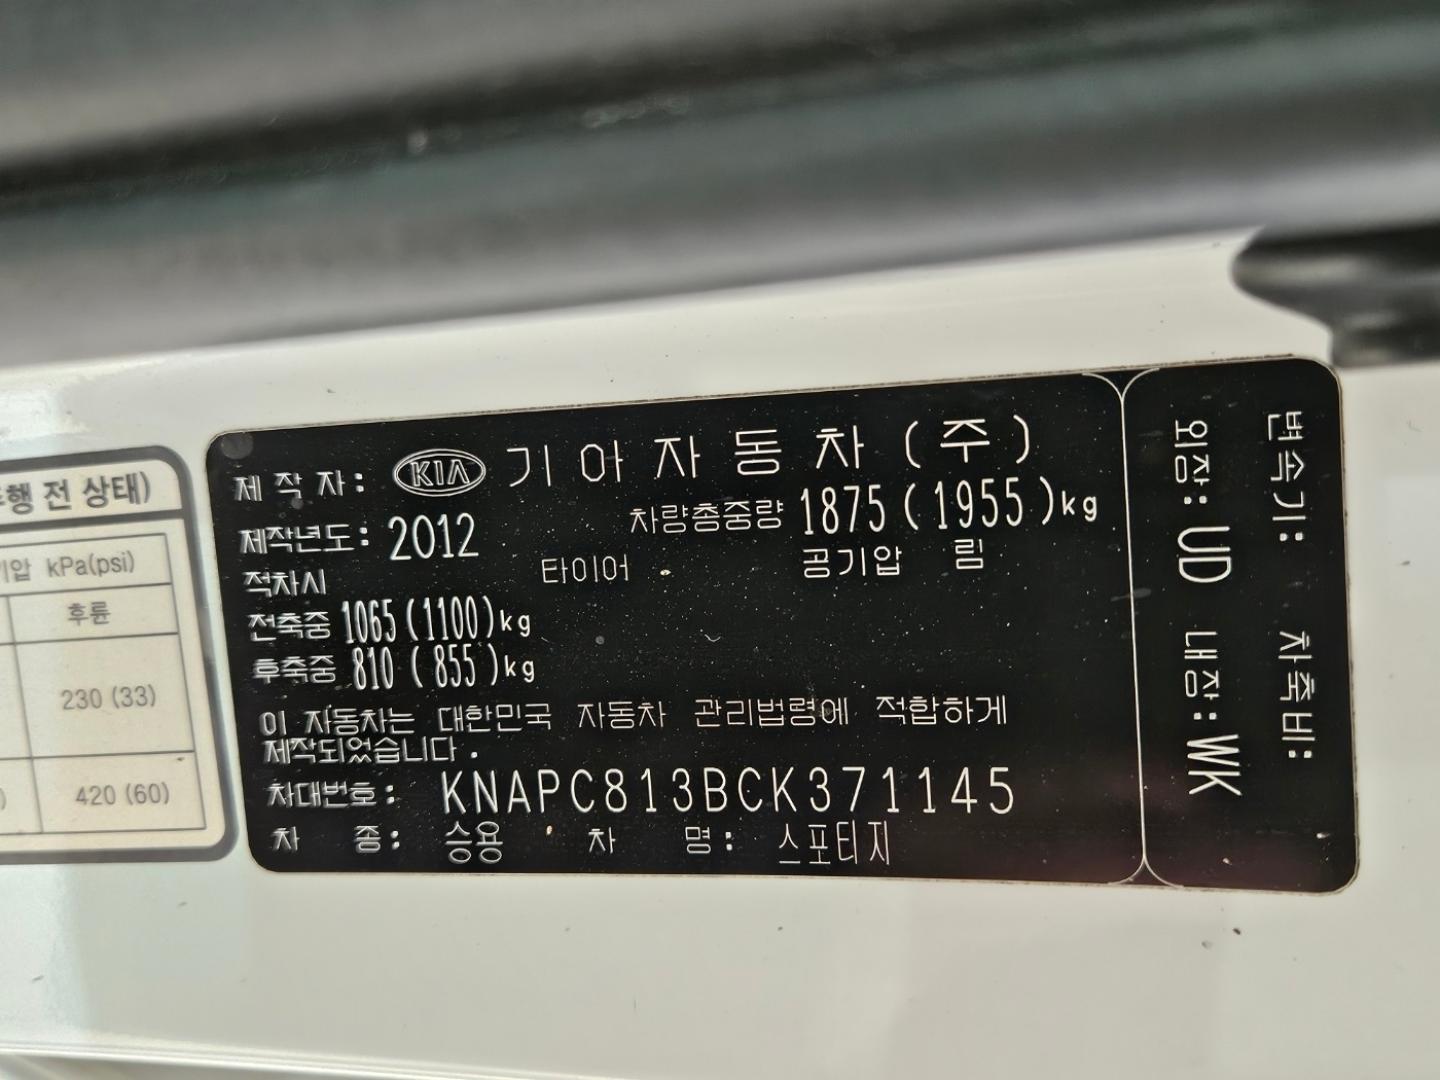 행 전 상태)
기압 kPa(psi)
후륜
230 (33)
420 (60)
제 작 자: KIA 기 아 자 동 차 (주)
제작년도: 2012 차량총중량 1875 (1955)kg
적차시 타이어 공기압 림
전축중 1065(1100)kg
후축중 810 ( 855)kg
이 자동차는 대한민국 자동차 관리법령에 적합하게
제작되었습니다.
차대번호: KNAPC813BCK371145
차 종: 승용 차 명: 스포티지
변속기: 차축비:
외장: UD 내장: WK